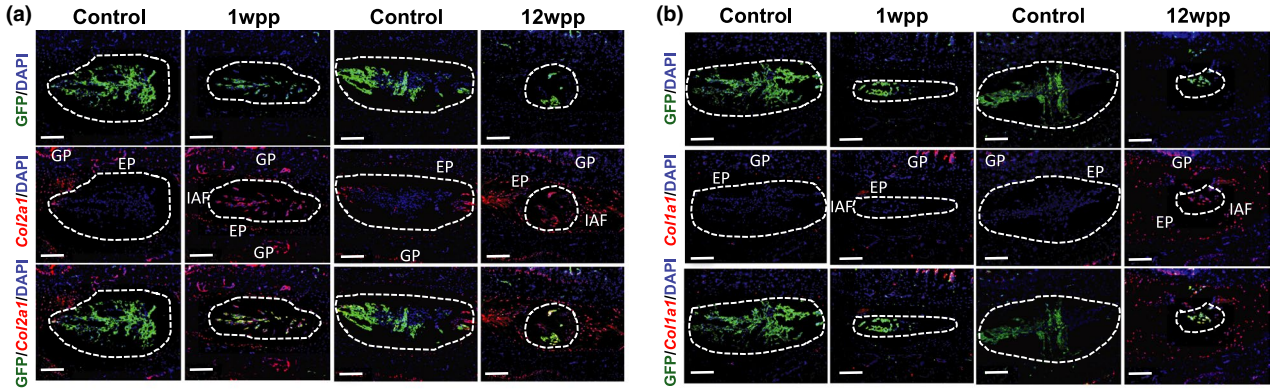 (a) Control 1wpp Control 12wpp
GFP/DAPI
Col2a1/DAPI
GP EP GP EP GP
IAF EP IAF
EP GP GP
GFP/Col2a1/DAPI
(b) Control 1wpp Control 12wpp
GFP/DAPI
Col1a1/DAPI
GP GP GP GP
EP EP EP
IAF EP IAF
GFP/Col1a1/DAPI